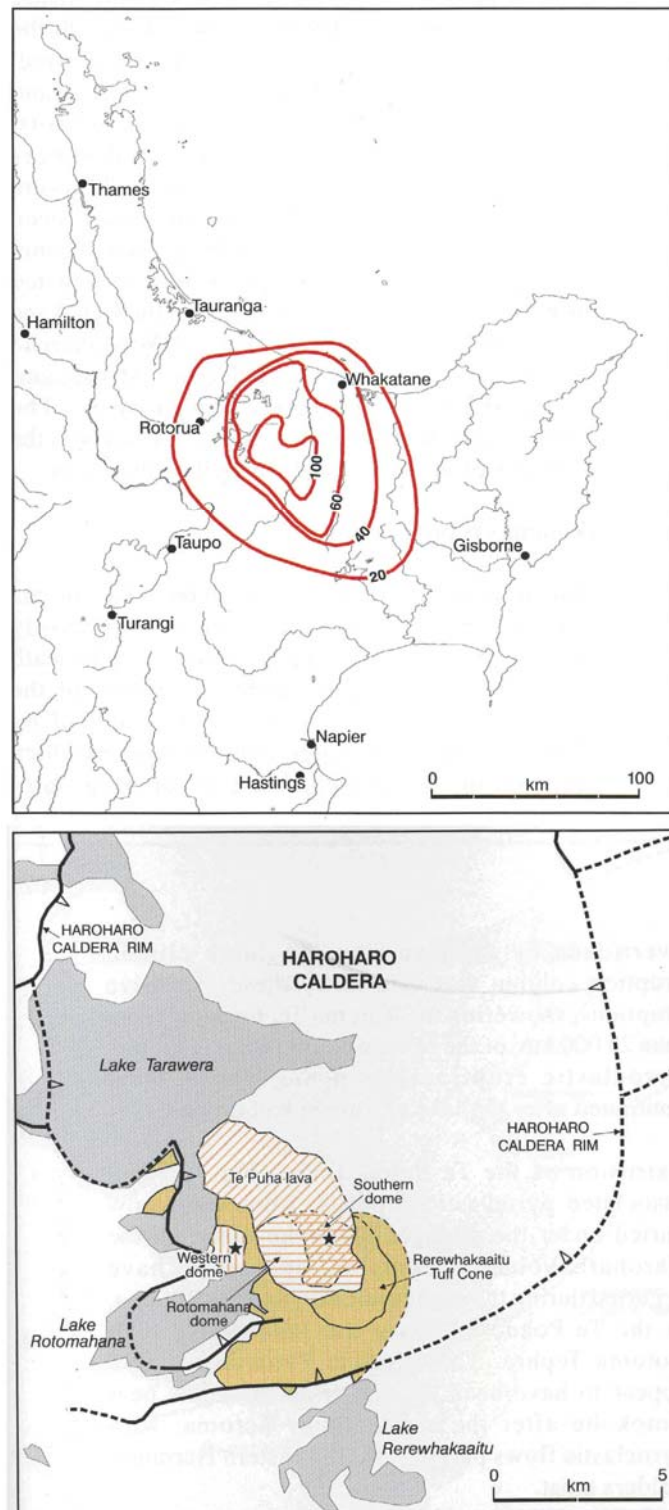 Thames
Hamilton
Tauranga
Whakatane
Rotorua
100
60
40
20
Taupo
Gisborne
Turangi
Napier
Hastings
0
100
km
HAROHARO
CALDERA RIM
HAROHARO
CALDERA
Lake Tarawera
HAROHARO
CALDERA RIM
Te Puha lava
Southern
dome
Western
dome
Rerewhakaaitu
Tuff Cone
Rotomahana
dome
Lake
Rotomahana
Lake
Rerewhakaaitu
0
5
km